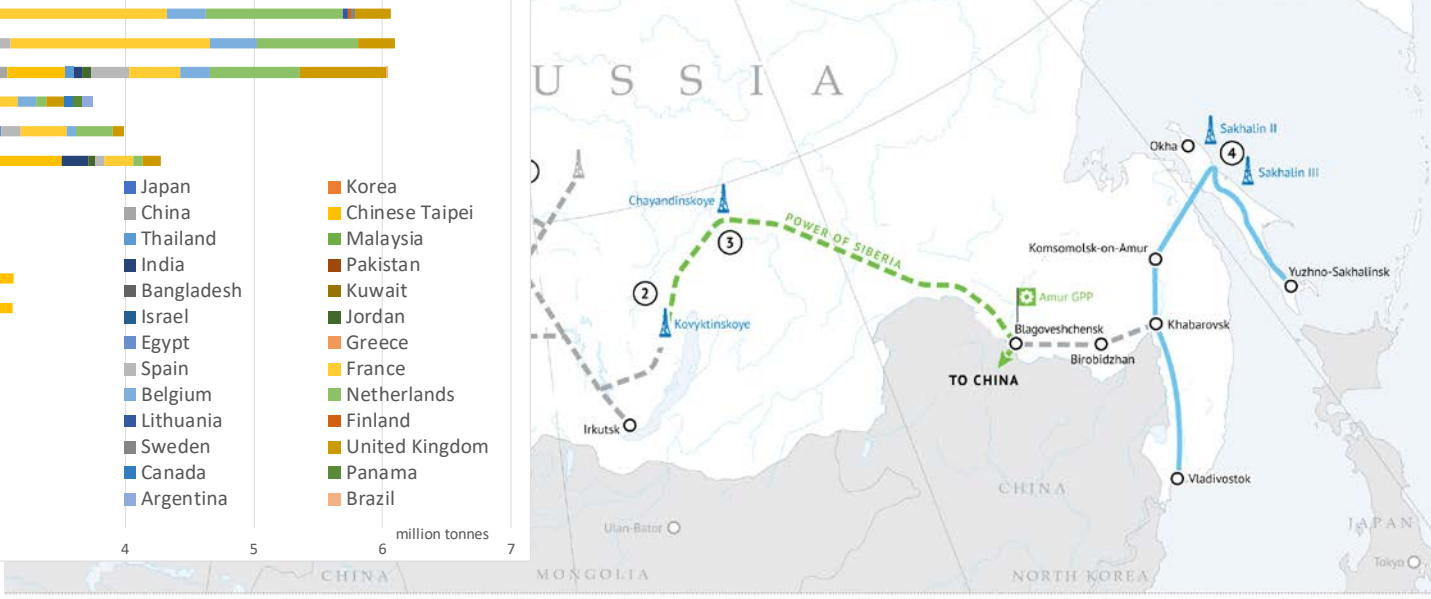 Japan Korea
China Chinese Taipei
Thailand Malaysia
India Pakistan
Bangladesh Kuwait
Israel Jordan
Egypt Greece
Spain France
Belgium Netherlands
Lithuania Finland
Sweden United Kingdom
Canada Panama
Argentina Brazil
million tonnes
4 5 6 7
USSIA
Okha
Sakhalin II
4
Sakhalin III
Chayandinskoye
3
POWER OF SIBERIA
Komsomolsk-on-Amur
Yuzhno-Sakhalinsk
2
Kovyktinskoye
Amur GPP
Blagoveshchensk
Khabarovsk
Birobidzhan
TO CHINA
Irkutsk
Vladivostok
CHINA
Ulan-Bator
JAPAN
Tokyo
CHINA
MONGOLIA
NORTH KOREA